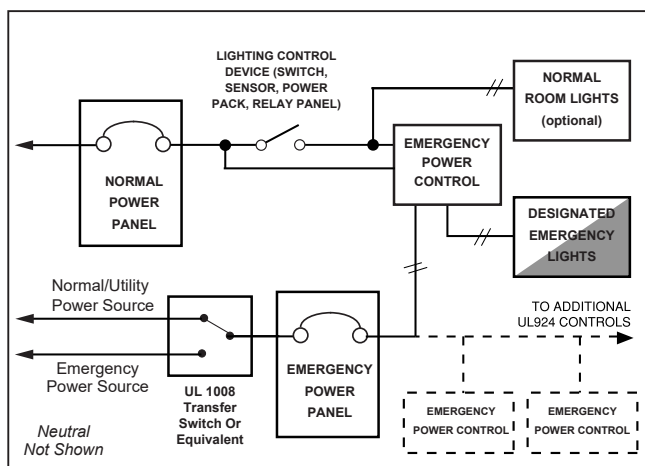 LIGHTING CONTROL
DEVICE (SWITCH,
SENSOR, POWER
PACK, RELAY PANEL)
NORMAL
ROOM LIGHTS
(optional)
NORMAL
POWER
PANEL
EMERGENCY
POWER
CONTROL
DESIGNATED
EMERGENCY
LIGHTS
Normal/Utility
Power Source
Emergency
Power Source
UL 1008
Transfer
Switch Or
Equivalent
EMERGENCY
POWER
PANEL
TO ADDITIONAL
UL924 CONTROLS
EMERGENCY
POWER CONTROL
EMERGENCY
POWER CONTROL
Neutral
Not Shown